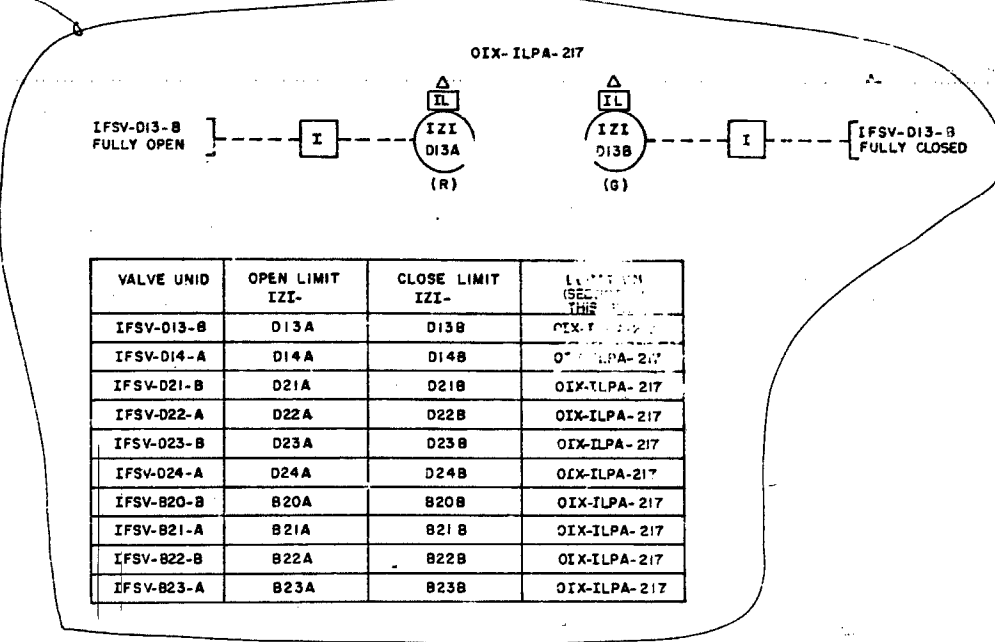 OIX-ILPA-217
IL
IL
IFSV-D13-B
FULLY OPEN
I
IZI
D13A
(R)
IZI
D13B
(G)
I
IFSV-D13-B
FULLY CLOSED
VALVE UNID OPEN LIMIT IZI- CLOSE LIMIT IZI- (SEE THIS
IFSV-D13-B D13A D13B
IFSV-D14-A D14A D14B
IFSV-D21-B D21A D21B OIX-ILPA-217
IFSV-D22-A D22A D22B OIX-ILPA-217
IFSV-D23-B D23A D23B OIX-ILPA-217
IFSV-D24-A D24A D24B OIX-ILPA-217
IFSV-B20-B B20A B20B OIX-ILPA-217
IFSV-B21-A B21A B21B OIX-ILPA-217
IFSV-B22-B B22A B22B OIX-ILPA-217
IFSV-B23-A B23A B23B OIX-ILPA-217